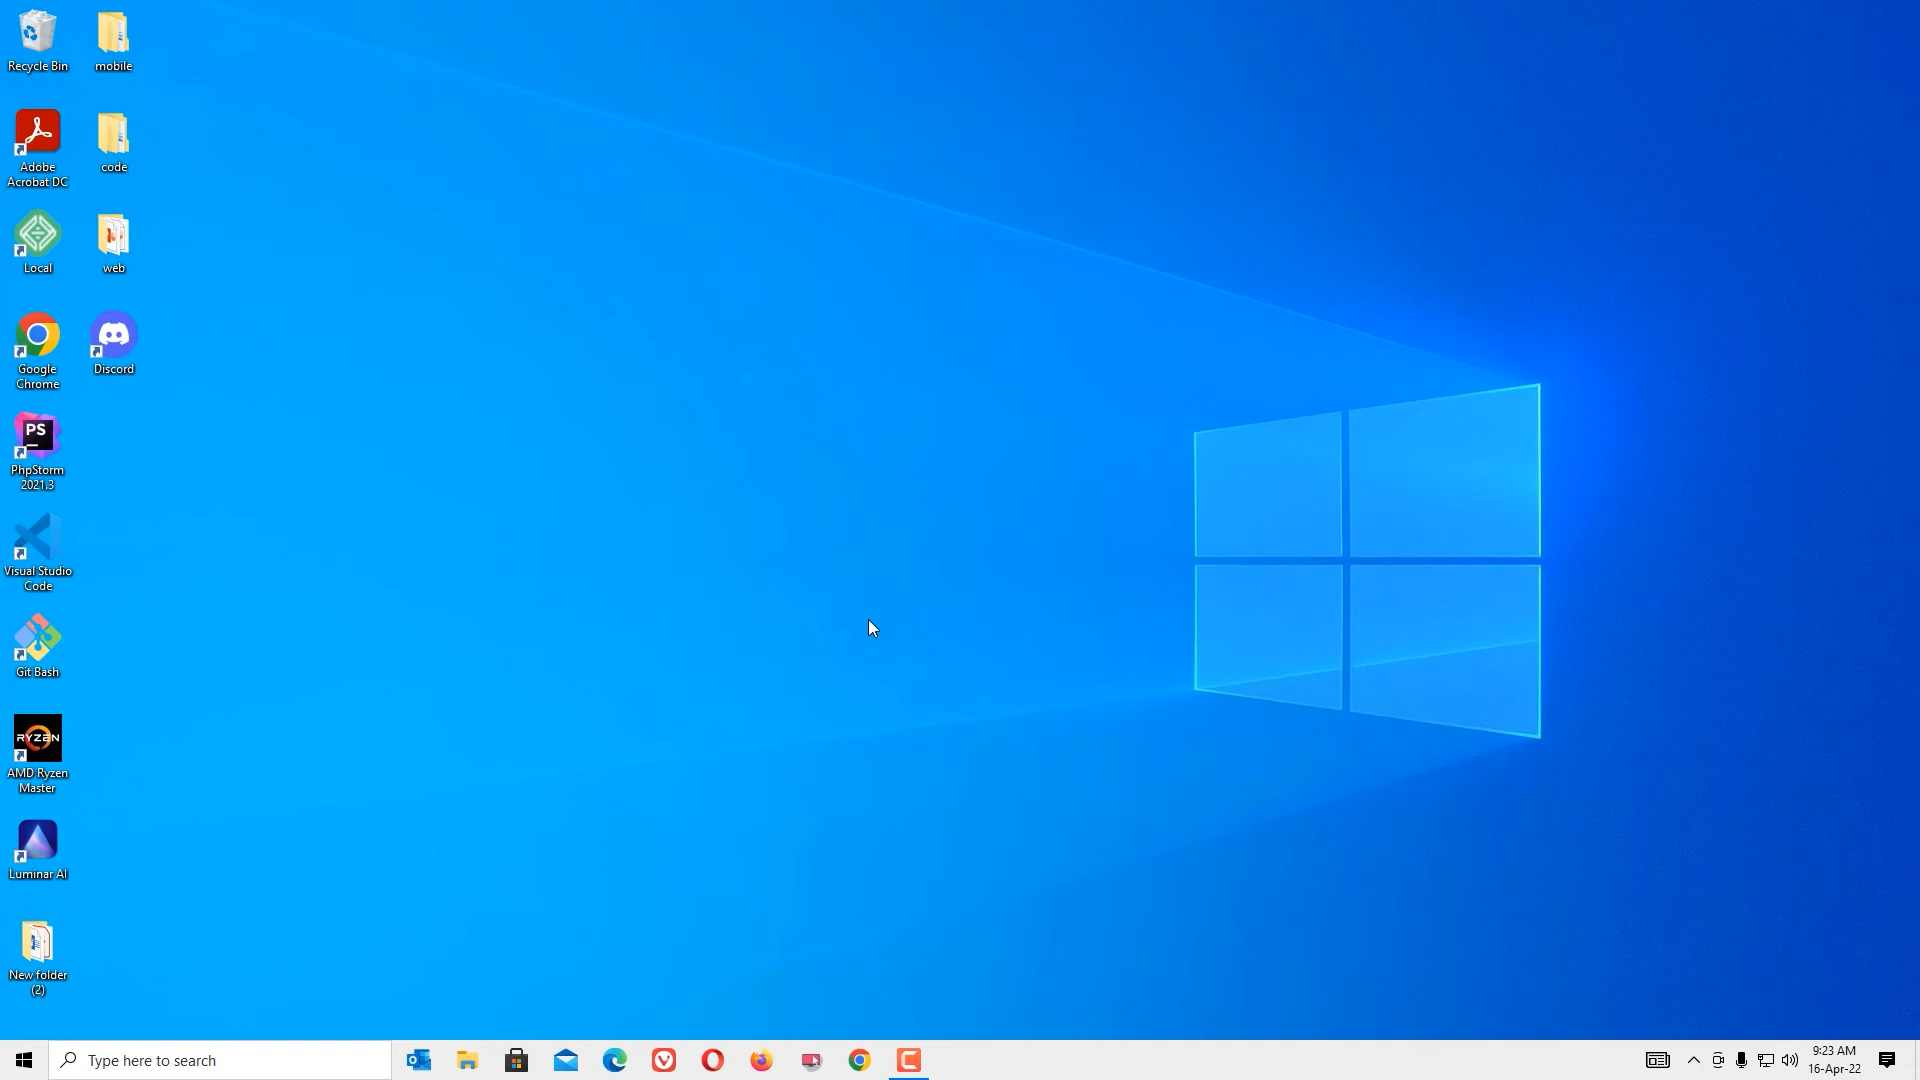 Recycle Bin
mobile
Adobe
Acrobat DC
code
Local
web
Google
Chrome
Discord
PS
PhpStorm
2021.3
Visual Studio
Code
Git Bash
RYZEN
AMD Ryzen
Master
Luminar AI
New folder
(2)
Type here to search
9:23 AM
16-Apr-22